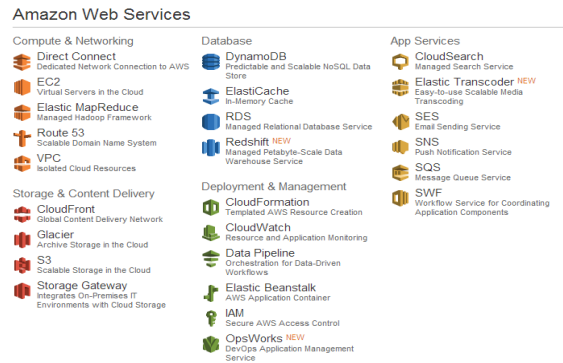 Amazon Web Services
Compute & Networking
Direct Connect
Dedicated Network Connection to AWS
EC2
Virtual Servers in the Cloud
Elastic MapReduce
Managed Hadoop Framework
Route 53
Scalable Domain Name System
VPC
Isolated Cloud Resources
Storage & Content Delivery
CloudFront
Global Content Delivery Network
Glacier
Archive Storage in the Cloud
S3
Scalable Storage in the Cloud
Storage Gateway
Integrates On-Premises IT
Environments with Cloud Storage
Database
DynamoDB
Predictable and Scalable NoSQL Data
Store
ElastiCache
In-Memory Cache
RDS
Managed Relational Database Service
Redshift NEW
Managed Petabyte-Scale Data
Warehouse Service
Deployment & Management
CloudFormation
Templated AWS Resource Creation
CloudWatch
Resource and Application Monitoring
Data Pipeline
Orchestration for Data-Driven
Workflows
Elastic Beanstalk
AWS Application Container
IAM
Secure AWS Access Control
OpsWorks NEW
DevOps Application Management
Service
App Services
CloudSearch
Managed Search Service
Elastic Transcoder NEW
Easy-to-use Scalable Media
Transcoding
SES
Email Sending Service
SNS
Push Notification Service
SQS
Message Queue Service
SWF
Workflow Service for Coordinating
Application Components